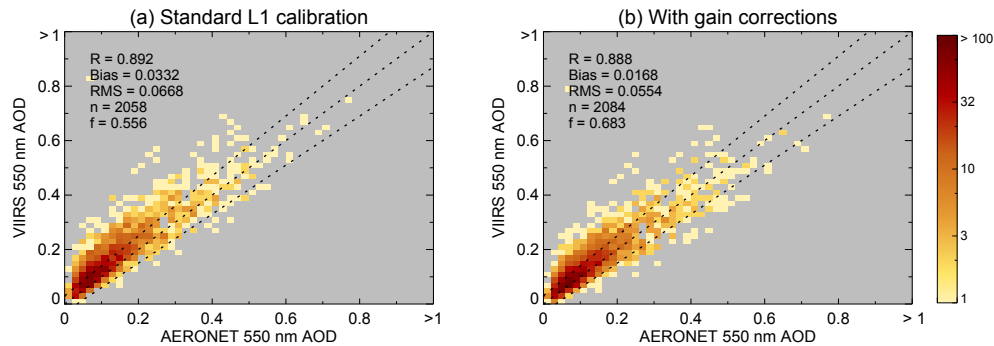 (a) Standard L1 calibration
>1
0.8
0.6
0.4
0.2
0
R = 0.892
Bias = 0.0332
RMS = 0.0668
n = 2058
f = 0.556
VIIRS 550 nm AOD
0 0.2 0.4 0.6 0.8 >1
AERONET 550 nm AOD
(b) With gain corrections
> 1
0.8
0.6
0.4
0.2
0
R = 0.888
Bias = 0.0168
RMS = 0.0554
n = 2084
f = 0.683
VIIRS 550 nm AOD
0 0.2 0.4 0.6 0.8 > 1
AERONET 550 nm AOD
> 100
32
10
3
1